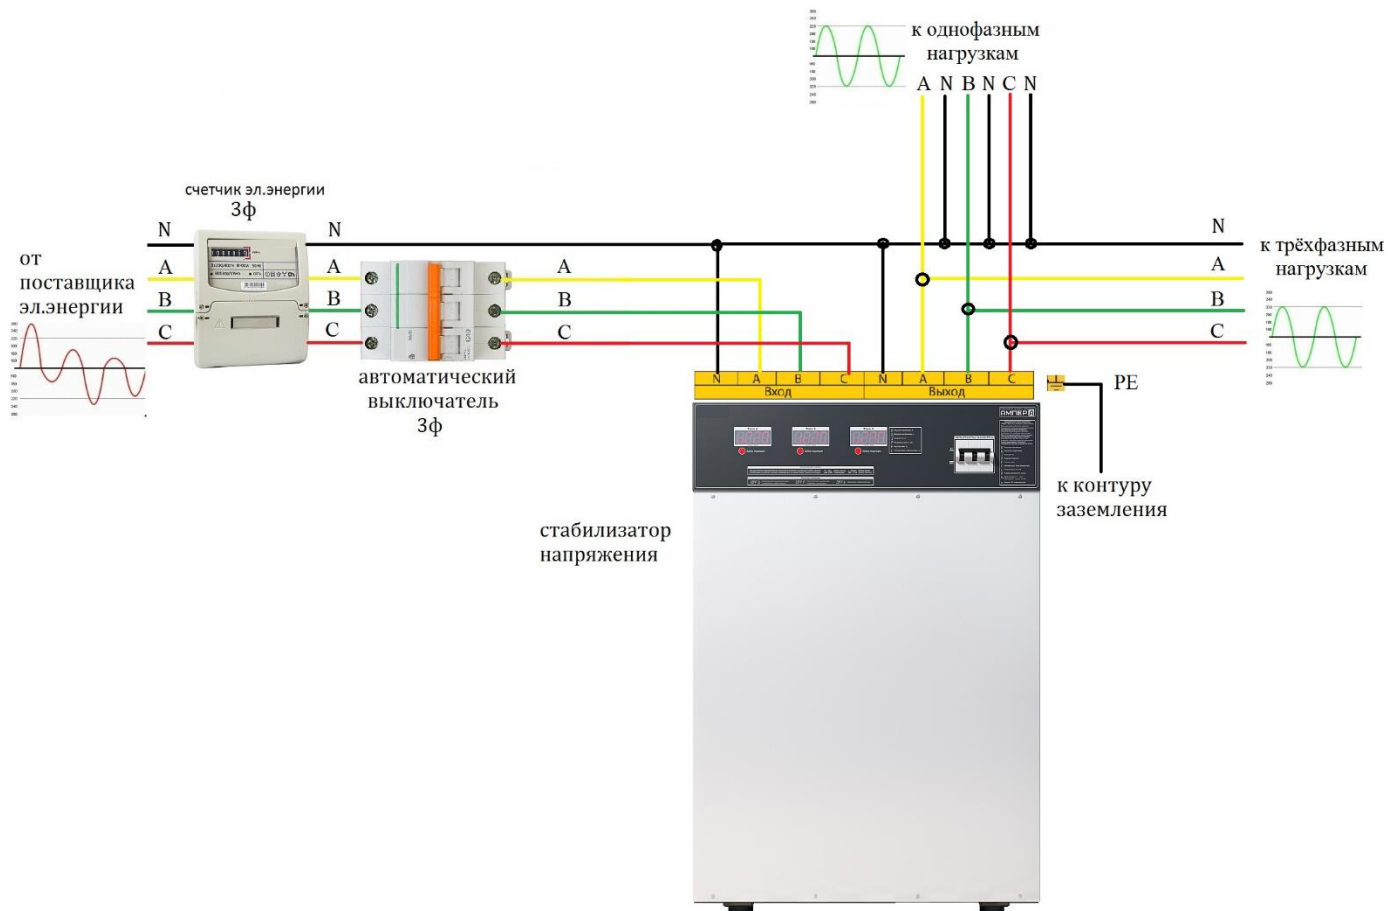 к однофазным
нагрузкам
A N B N C N
счетчик эл.энергии
3ф
N
N
N
от
поставщика
эл.энергии
A
A
A
A
B
B
B
B
C
C
C
C
к трёхфазным
нагрузкам
автоматический
выключатель
3ф
N A B C N A B C
Вход Выход
PE
АМПЕР
к контуру
заземления
стабилизатор
напряжения